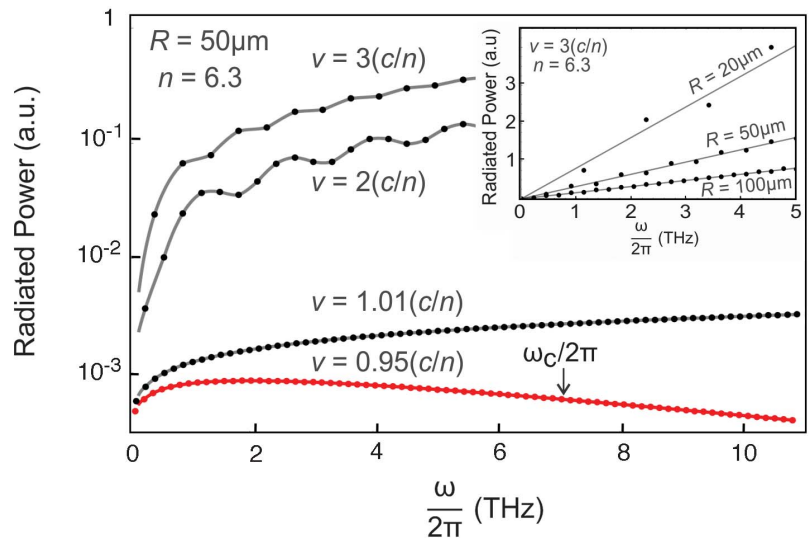 1
10⁻¹
10⁻²
10⁻³
Radiated Power (a.u.)
R = 50µm
n = 6.3
v = 3(c/n)
v = 2(c/n)
v = 1.01(c/n)
v = 0.95(c/n)
ω_C/2π
0 2 4 6 8 10
ω/2π (THz)
Radiated Power (a.u)
3
2
1
v = 3(c/n)
n = 6.3
R = 20µm
R = 50µm
R = 100µm
0 1 2 3 4 5
ω/2π (THz)